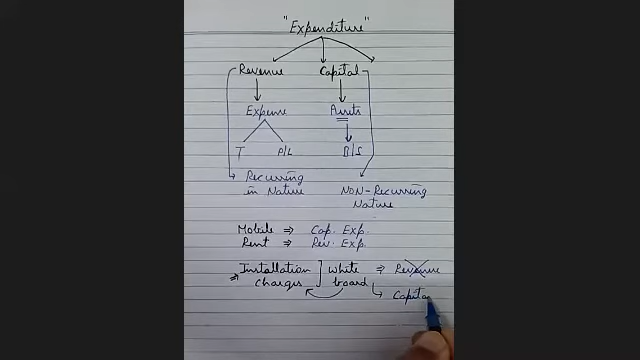 "Expenditure"
Revenue Capital
Expense Assets
T P/L B/S
Recurring
in Nature
NON-Recurring
Nature
Mobile ⇒ Cap. Exp.
Rent ⇒ Rev. Exp.
⇒ Installation ] White ⇒ Revenue
charges board → Capita